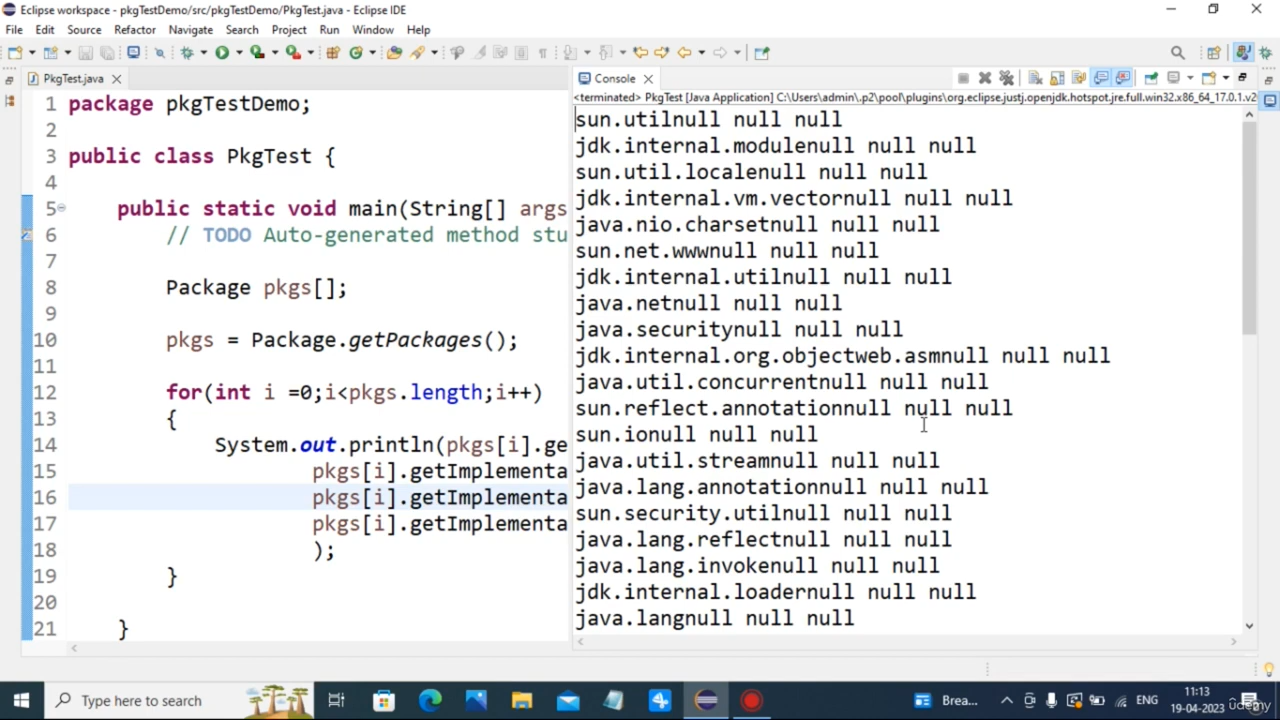 Eclipse workspace - pkgTestDemo/src/pkgTestDemo/PkgTest.java - Eclipse IDE
File Edit Source Refactor Navigate Search Project Run Window Help
PkgTest.java
1 package pkgTestDemo;
2
3 public class PkgTest {
4
5 public static void main(String[] args
6 // TODO Auto-generated method stu
7
8 Package pkgs[];
9
10 pkgs = Package.getPackages();
11
12 for(int i =0;i<pkgs.length;i++)
13 {
14 System.out.println(pkgs[i].ge
15 pkgs[i].getImplementa
16 pkgs[i].getImplementa
17 pkgs[i].getImplementa
18 );
19 }
20
21 }
Console
<terminated> PkgTest [Java Application] C:\Users\admin\.p2\pool\plugins\org.eclipse.justj.openjdk.hotspot.jre.full.win32.x86_64_17.0.1.v2
sun.utilnull null null
jdk.internal.modulenull null null
sun.util.localenull null null
jdk.internal.vm.vectornull null null
java.nio.charsetnull null null
sun.net.wwwnull null null
jdk.internal.utilnull null null
java.netnull null null
java.securitynull null null
jdk.internal.org.objectweb.asmnull null null
java.util.concurrentnull null null
sun.reflect.annotationnull null null
sun.ionull null null
java.util.streamnull null null
java.lang.annotationnull null null
sun.security.utilnull null null
java.lang.reflectnull null null
java.lang.invokenull null null
jdk.internal.loadernull null null
java.langnull null null
Type here to search
Brea...
ENG
11:13
19-04-2023
udemy